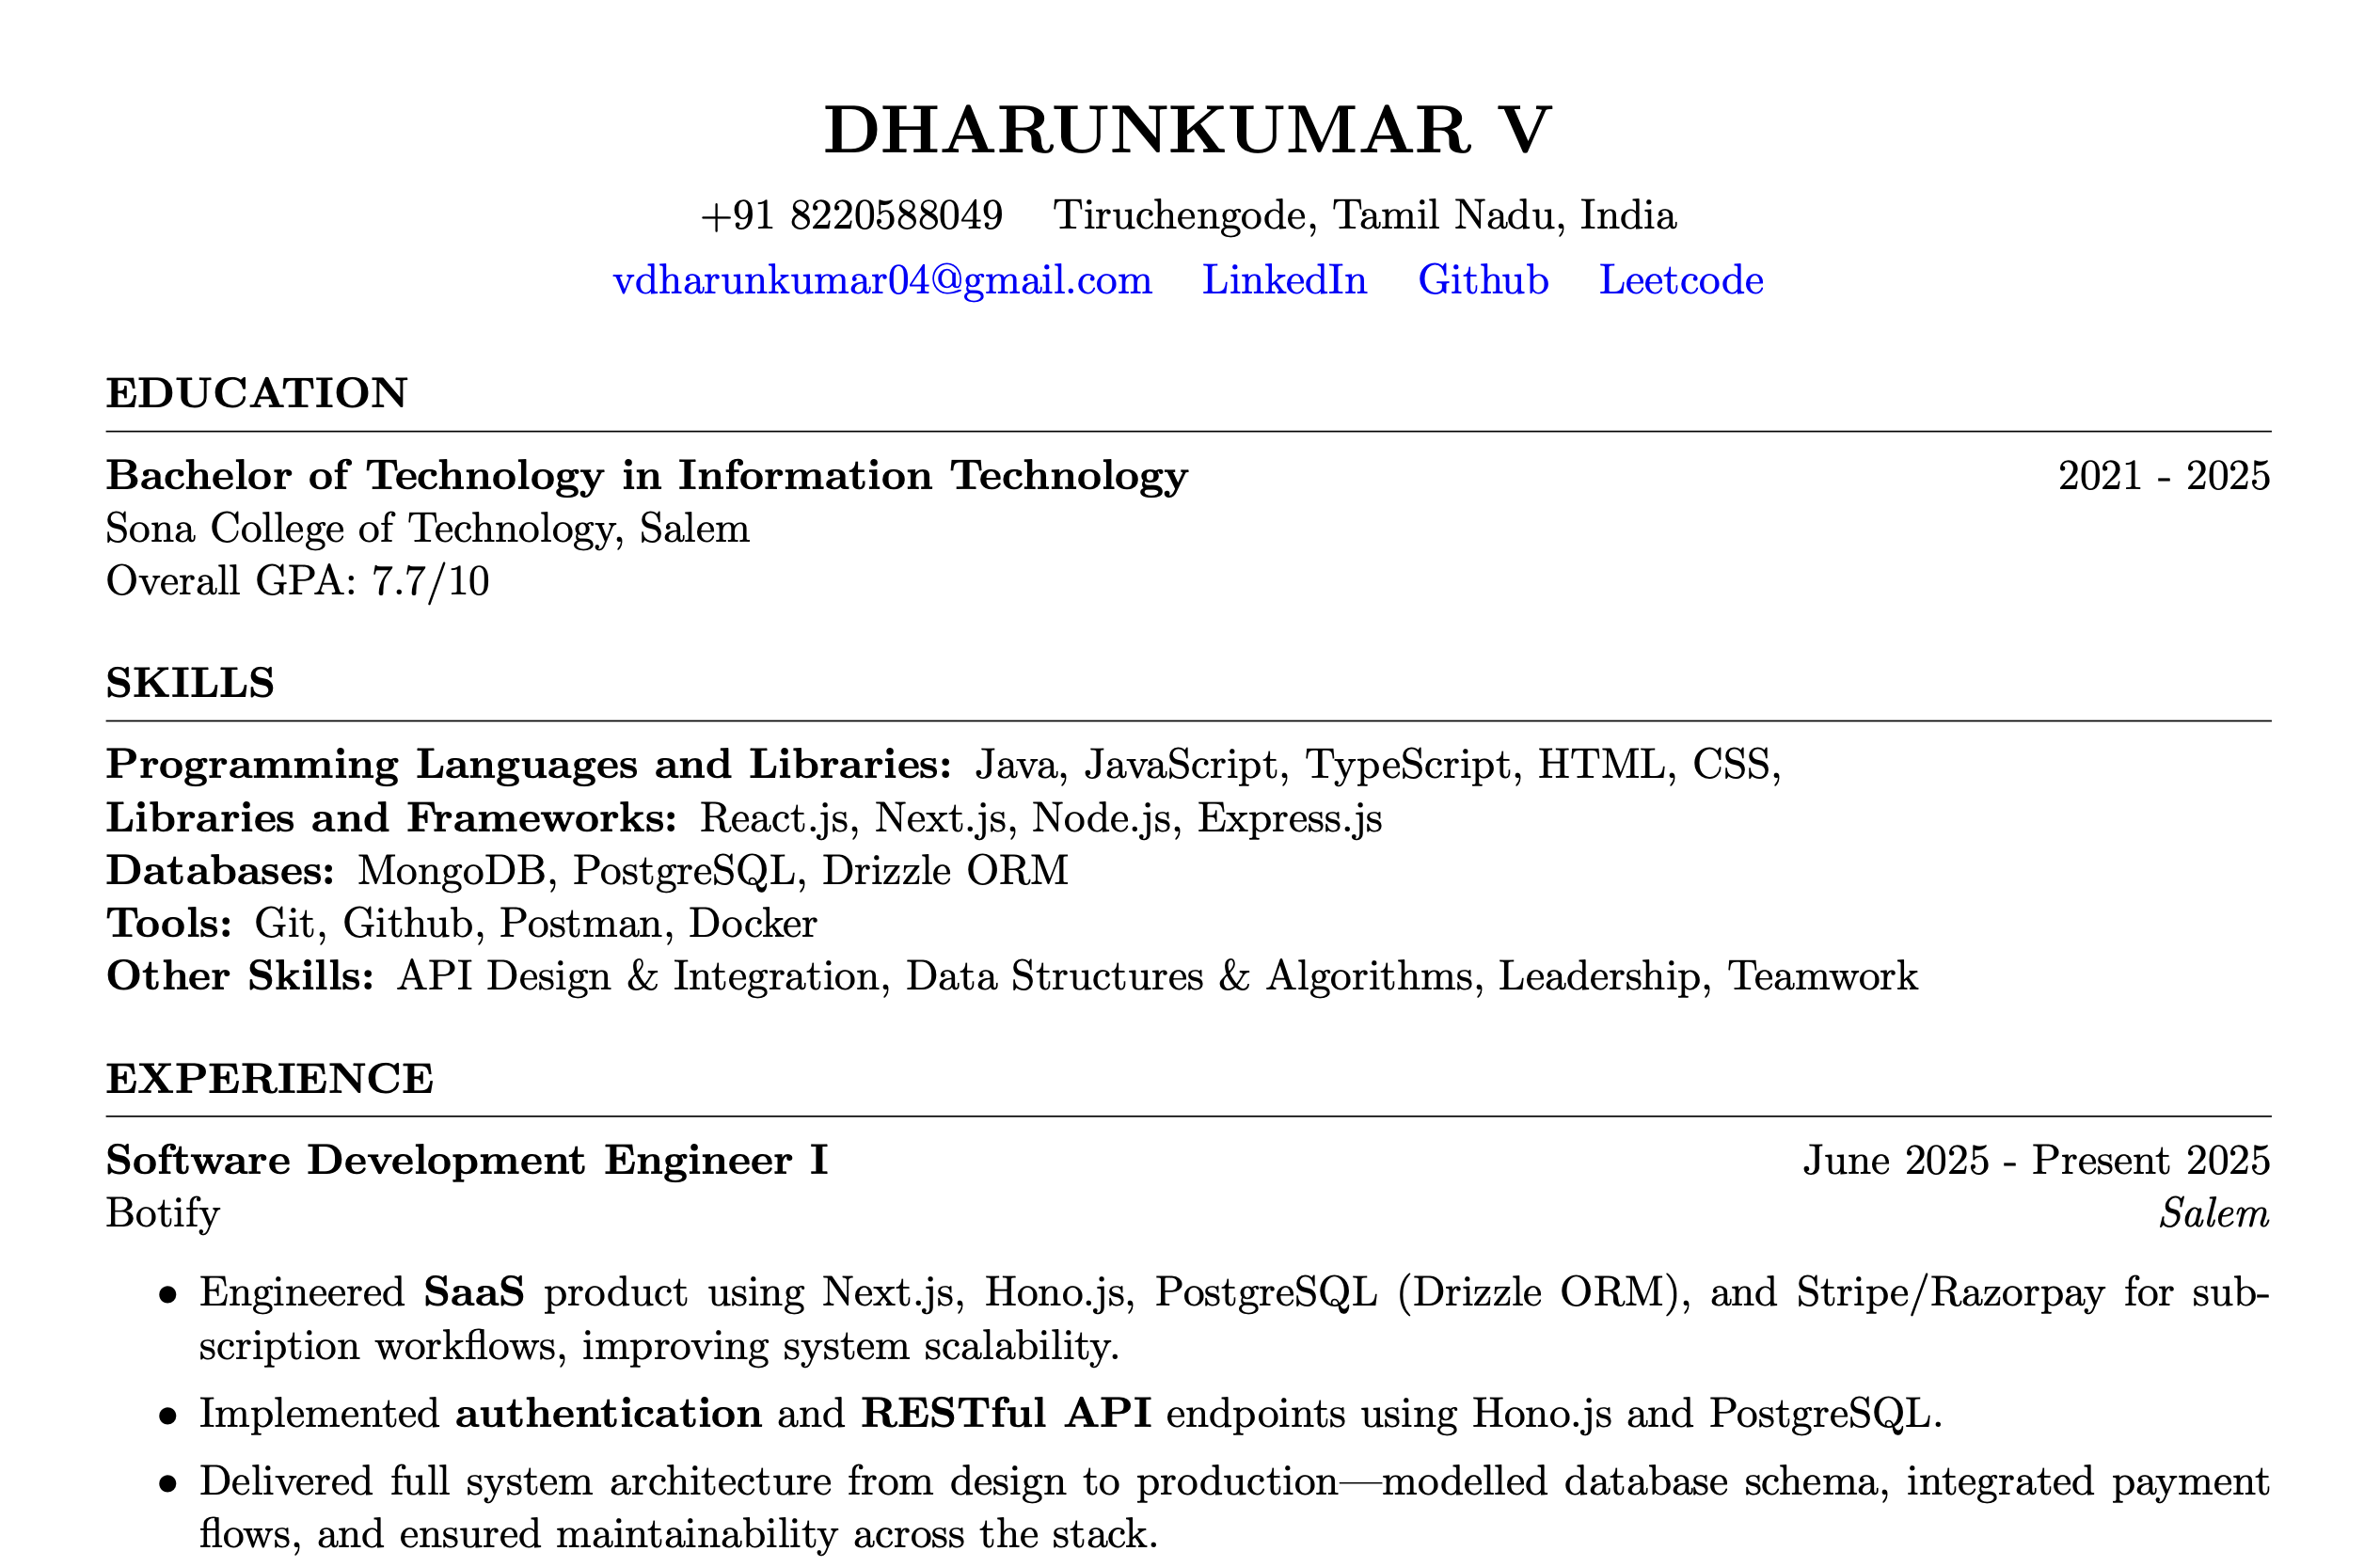 DHARUNKUMAR V
+91 8220588049 Tiruchengode, Tamil Nadu, India
vdharunkumar04@gmail.com LinkedIn Github Leetcode
EDUCATION
Bachelor of Technology in Information Technology 2021 - 2025
Sona College of Technology, Salem
Overall GPA: 7.7/10
SKILLS
Programming Languages and Libraries: Java, JavaScript, TypeScript, HTML, CSS,
Libraries and Frameworks: React.js, Next.js, Node.js, Express.js
Databases: MongoDB, PostgreSQL, Drizzle ORM
Tools: Git, Github, Postman, Docker
Other Skills: API Design & Integration, Data Structures & Algorithms, Leadership, Teamwork
EXPERIENCE
Software Development Engineer I June 2025 - Present 2025
Botify Salem
• Engineered SaaS product using Next.js, Hono.js, PostgreSQL (Drizzle ORM), and Stripe/Razorpay for sub-
scription workflows, improving system scalability.
• Implemented authentication and RESTful API endpoints using Hono.js and PostgreSQL.
• Delivered full system architecture from design to production—modelled database schema, integrated payment
flows, and ensured maintainability across the stack.